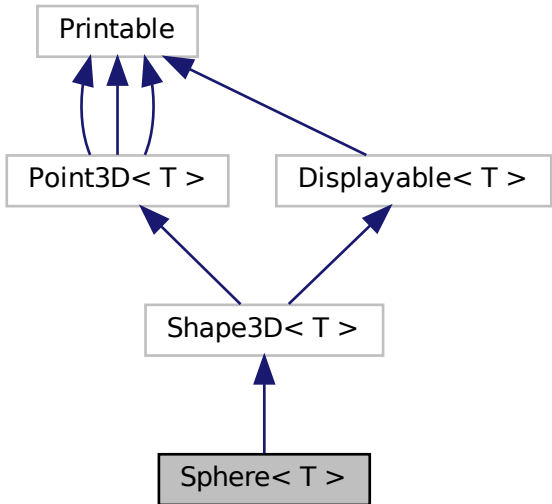 Printable
Point3D< T >
Displayable< T >
Shape3D< T >
Sphere< T >